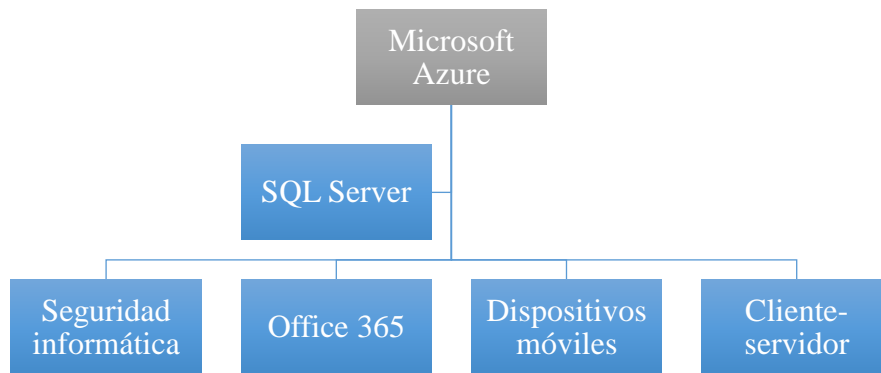 Microsoft
Azure
SQL Server
Seguridad
informática
Office 365
Dispositivos
móviles
Cliente-
servidor